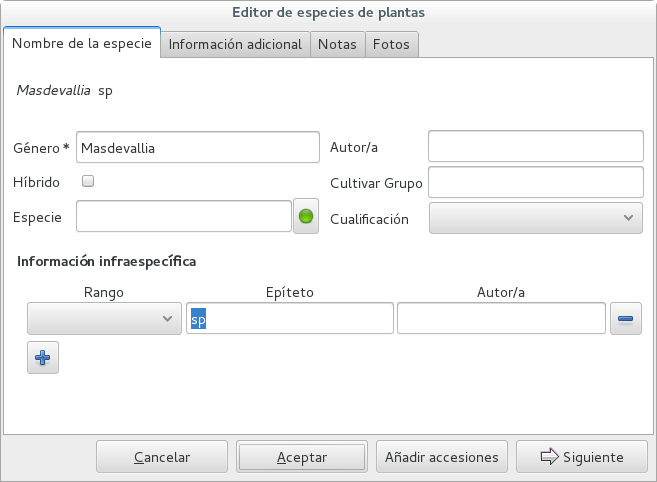 Editor de especies de plantas
Nombre de la especie Información adicional Notas Fotos
Masdevallia sp
Género * Masdevallia Autor/a
Híbrido Cultivar Grupo
Especie Cualificación
Información infraespecífica
Rango Epíteto Autor/a
sp
Cancelar Aceptar Añadir accesiones Siguiente